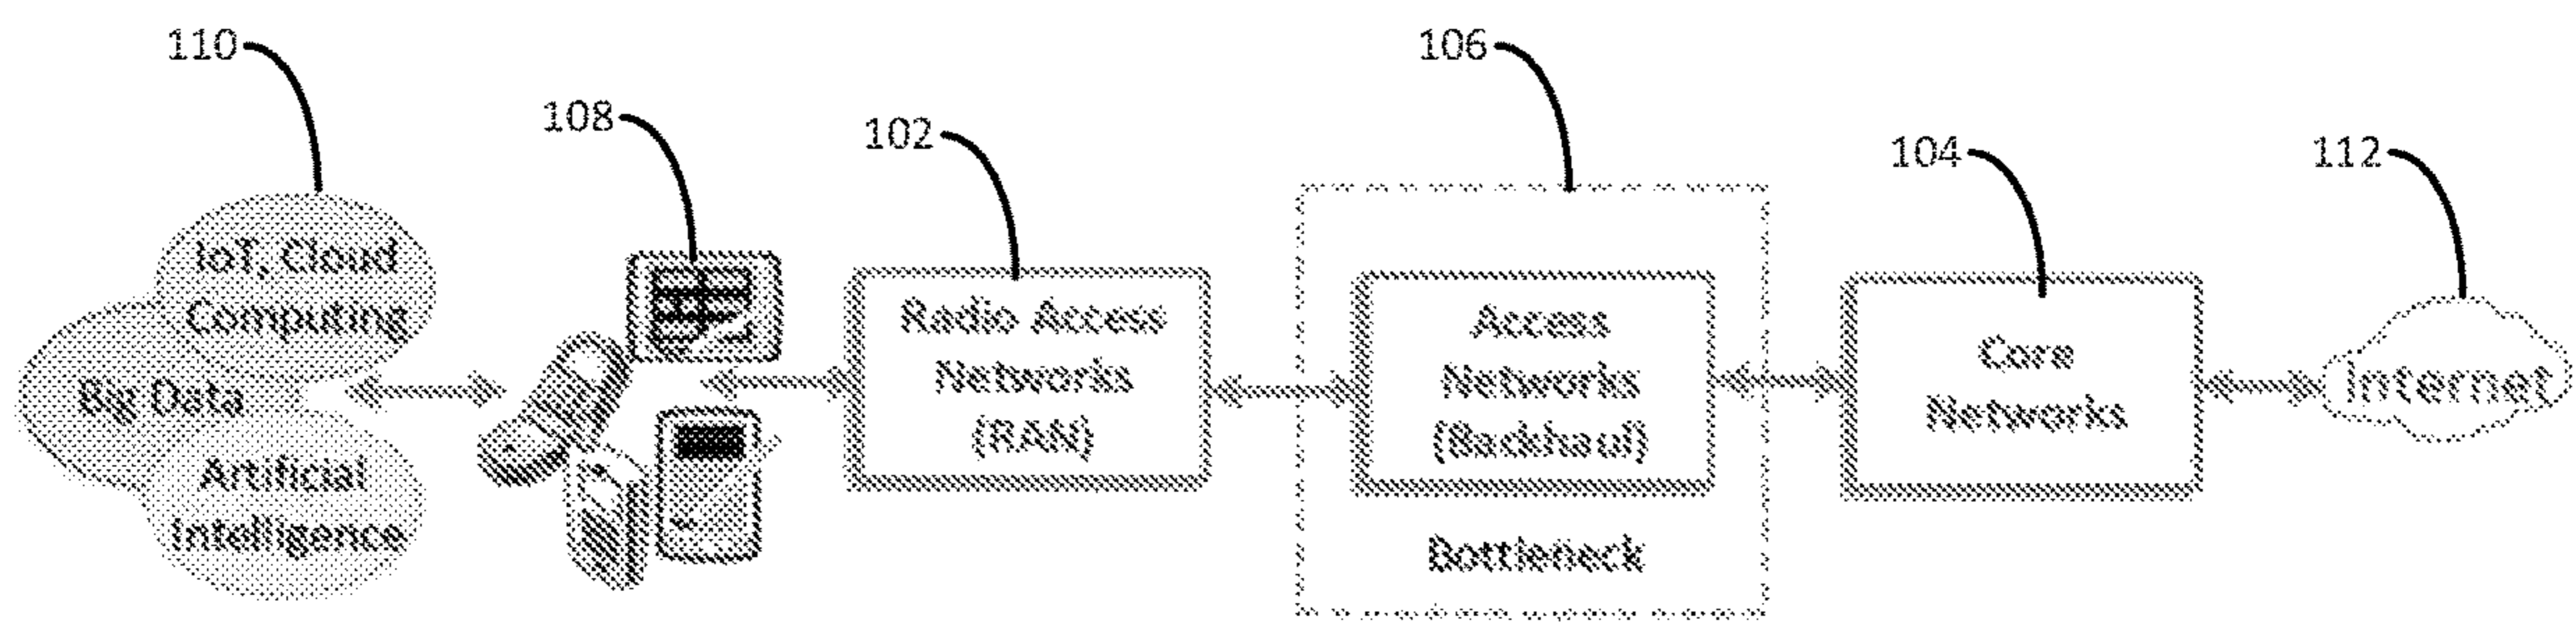 110
108
102
106
104
112
IoT, Cloud
Computing
Big Data
Artificial
Intelligence
Radio Access
Networks
(RAN)
Access
Networks
(Backhaul)
Bottleneck
Core
Networks
Internet